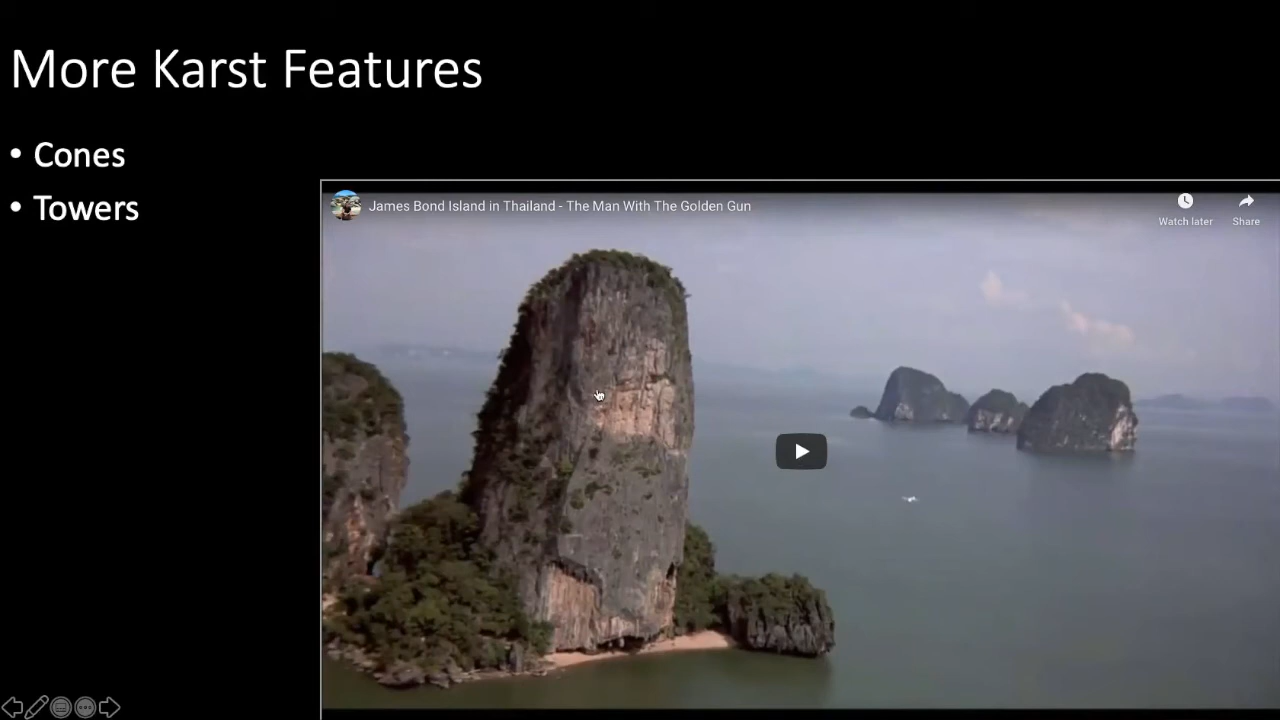 More Karst Features
• Cones
• Towers
James Bond Island in Thailand - The Man With The Golden Gun
Watch later
Share